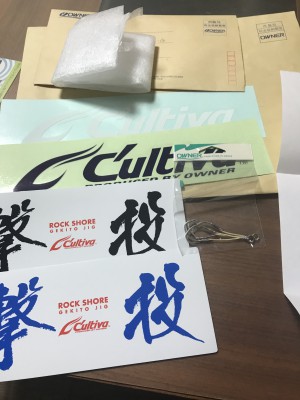 OWNER
OWNER
Cultiva
Cultiva
PRODUCED BY OWNER
OWNER
撃
ROCK SHORE
GEKITO JIG
Cultiva
投
撃
ROCK SHORE
GEKITO JIG
Cultiva
投